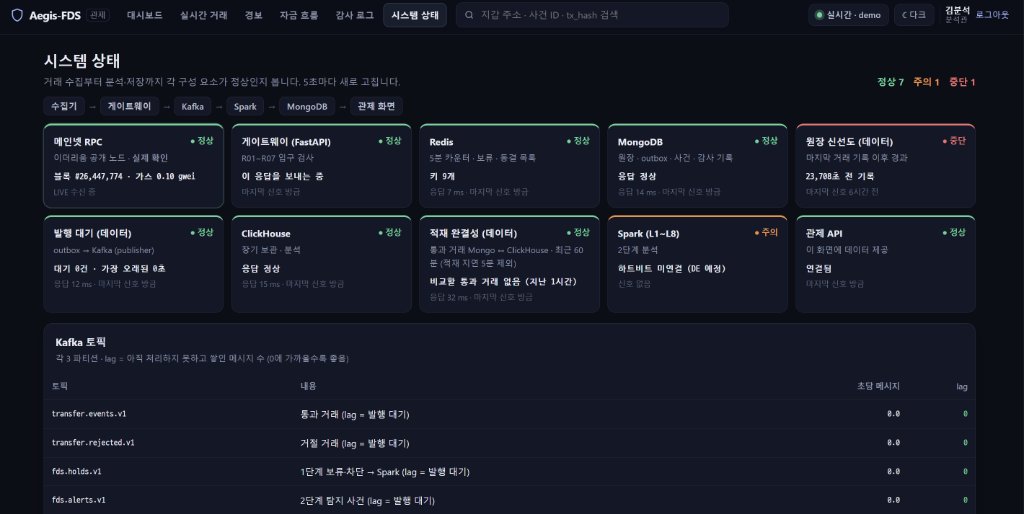 Aegis-FDS 관제 대시보드 실시간 거래 경보 자금 흐름 감사 로그 시스템 상태 지갑 주소 · 사건 ID · tx_hash 검색 실시간 · demo 다크 김분석 로그아웃
분석관
시스템 상태
거래 수집부터 분석·저장까지 각 구성 요소가 정상인지 봅니다. 5초마다 새로 고칩니다.
정상 7 주의 1 중단 1
수집기 → 게이트웨이 → Kafka → Spark → MongoDB → 관제 화면
메인넷 RPC 정상
이더리움 공개 노드 · 실제 확인
블록 #26,447,774 · 가스 0.10 gwei
LIVE 수신 중
게이트웨이 (FastAPI) 정상
R01~R07 입구 검사
이 응답을 보내는 중
마지막 신호 방금
Redis 정상
5분 카운터 · 보류 · 동결 목록
키 9개
응답 7 ms · 마지막 신호 방금
MongoDB 정상
원장 · outbox · 사건 · 감사 기록
응답 정상
응답 14 ms · 마지막 신호 방금
원장 신선도 (데이터) 중단
마지막 거래 기록 이후 경과
23,708초 전 기록
마지막 신호 6시간 전
발행 대기 (데이터) 정상
outbox → Kafka (publisher)
대기 0건 · 가장 오래된 0초
응답 12 ms · 마지막 신호 방금
ClickHouse 정상
장기 보관 · 분석
응답 정상
응답 15 ms · 마지막 신호 방금
적재 완결성 (데이터) 정상
통과 거래 Mongo ↔ ClickHouse · 최근 60
분 (적재 지연 5분 제외)
비교할 통과 거래 없음 (지난 1시간)
응답 32 ms · 마지막 신호 방금
Spark (L1~L8) 주의
2단계 분석
하트비트 미연결 (DE 예정)
신호 없음
관제 API 정상
이 화면에 데이터 제공
연결됨
마지막 신호 방금
Kafka 토픽
각 3 파티션 · lag = 아직 처리하지 못하고 쌓인 메시지 수 (0에 가까울수록 좋음)
토픽 내용 초당 메시지 lag
transfer.events.v1 통과 거래 (lag = 발행 대기) 0.0 0
transfer.rejected.v1 거절 거래 (lag = 발행 대기) 0.0 0
fds.holds.v1 1단계 보류·차단 → Spark (lag = 발행 대기) 0.0 0
fds.alerts.v1 2단계 탐지 사건 (lag = 발행 대기) 0.0 0